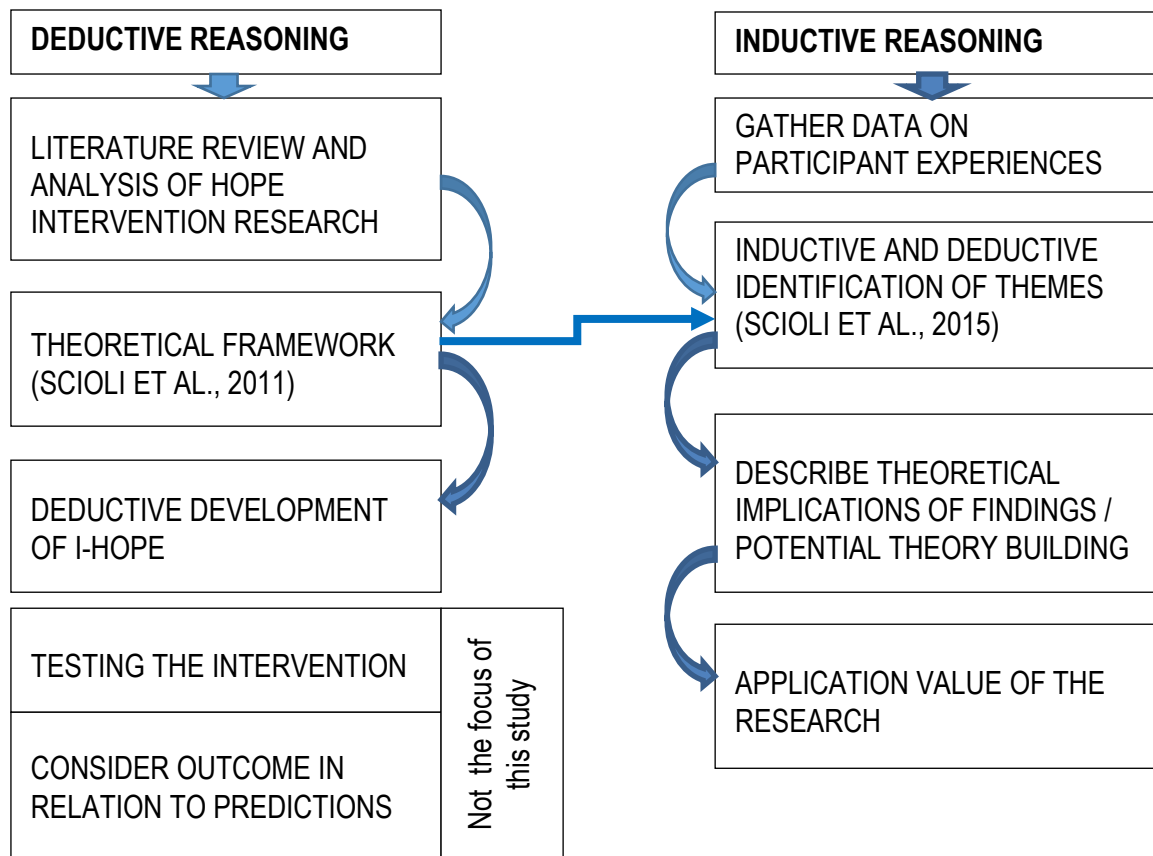 DEDUCTIVE REASONING
LITERATURE REVIEW AND
ANALYSIS OF HOPE
INTERVENTION RESEARCH
THEORETICAL FRAMEWORK
(SCIOLI ET AL., 2011)
DEDUCTIVE DEVELOPMENT
OF I-HOPE
TESTING THE INTERVENTION
CONSIDER OUTCOME IN
RELATION TO PREDICTIONS
Not the focus of
this study
INDUCTIVE REASONING
GATHER DATA ON
PARTICIPANT EXPERIENCES
INDUCTIVE AND DEDUCTIVE
IDENTIFICATION OF THEMES
(SCIOLI ET AL., 2015)
DESCRIBE THEORETICAL
IMPLICATIONS OF FINDINGS /
POTENTIAL THEORY BUILDING
APPLICATION VALUE OF THE
RESEARCH